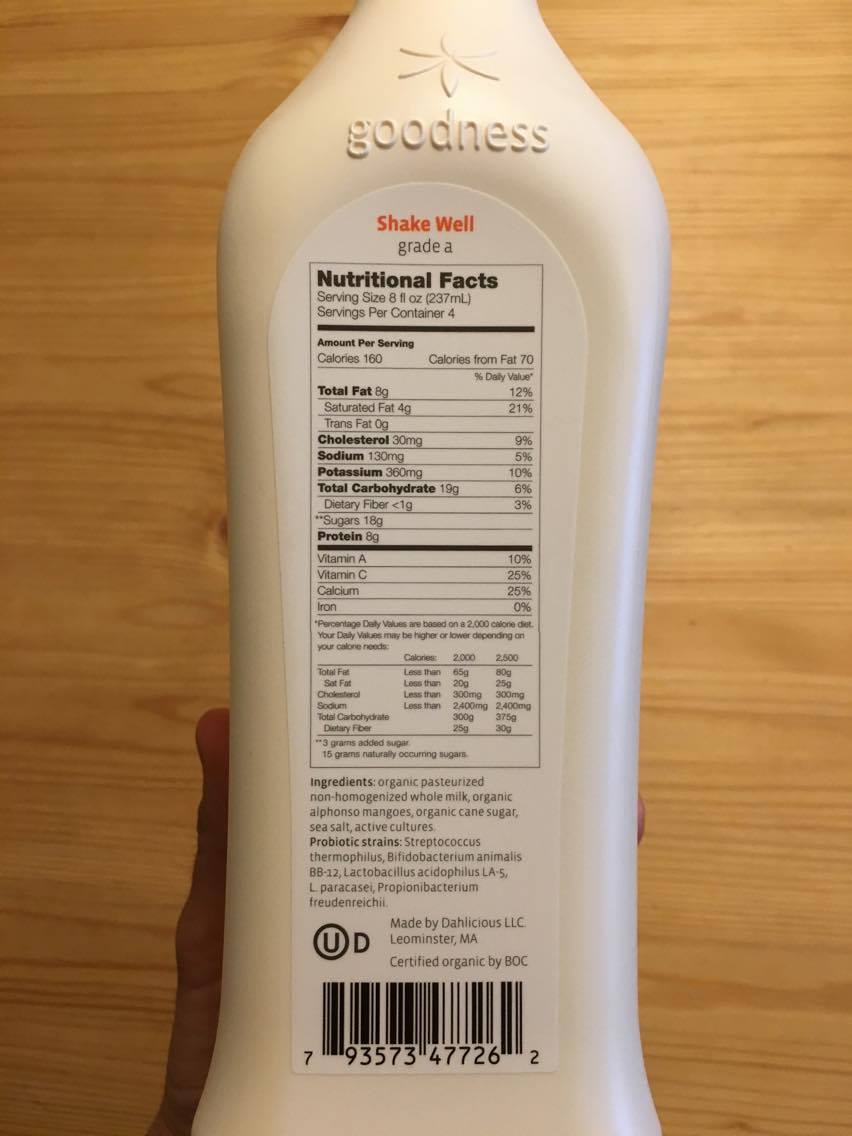 goodness
Shake Well
grade a
Nutritional Facts
Serving Size 8 fl oz (237mL)
Servings Per Container 4
Amount Per Serving
Calories 160 Calories from Fat 70
% Daily Value*
Total Fat 8g 12%
Saturated Fat 4g 21%
Trans Fat 0g
Cholesterol 30mg 9%
Sodium 130mg 5%
Potassium 360mg 10%
Total Carbohydrate 19g 6%
Dietary Fiber <1g 3%
**Sugars 18g
Protein 8g
Vitamin A 10%
Vitamin C 25%
Calcium 25%
Iron 0%
*Percentage Daily Values are based on a 2,000 calorie diet.
Your Daily Values may be higher or lower depending on
your calorie needs:
Calories: 2,000 2,500
Total Fat Less than 65g 80g
Sat Fat Less than 20g 25g
Cholesterol Less than 300mg 300mg
Sodium Less than 2,400mg 2,400mg
Total Carbohydrate 300g 375g
Dietary Fiber 25g 30g
**3 grams added sugar.
15 grams naturally occurring sugars.
Ingredients: organic pasteurized
non-homogenized whole milk, organic
alphonso mangoes, organic cane sugar,
sea salt, active cultures.
Probiotic strains: Streptococcus
thermophilus, Bifidobacterium animalis
BB-12, Lactobacillus acidophilus LA-5,
L. paracasei, Propionibacterium
freudenreichii.
U D
Made by Dahlicious LLC.
Leominster, MA
Certified organic by BOC
7 93573 47726 2